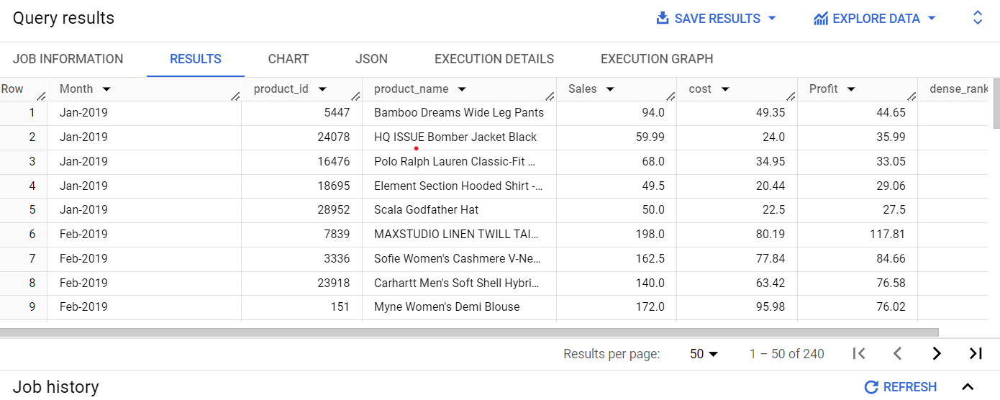 Query results SAVE RESULTS EXPLORE DATA
JOB INFORMATION RESULTS CHART JSON EXECUTION DETAILS EXECUTION GRAPH
Row Month product_id product_name Sales cost Profit dense_rank
1 Jan-2019 5447 Bamboo Dreams Wide Leg Pants 94.0 49.35 44.65
2 Jan-2019 24078 HQ ISSUE Bomber Jacket Black 59.99 24.0 35.99
3 Jan-2019 16476 Polo Ralph Lauren Classic-Fit ... 68.0 34.95 33.05
4 Jan-2019 18695 Element Section Hooded Shirt -... 49.5 20.44 29.06
5 Jan-2019 28952 Scala Godfather Hat 50.0 22.5 27.5
6 Feb-2019 7839 MAXSTUDIO LINEN TWILL TAI... 198.0 80.19 117.81
7 Feb-2019 3336 Sofie Women's Cashmere V-Ne... 162.5 77.84 84.66
8 Feb-2019 23918 Carhartt Men's Soft Shell Hybri... 140.0 63.42 76.58
9 Feb-2019 151 Myne Women's Demi Blouse 172.0 95.98 76.02
Results per page: 50 1 – 50 of 240
Job history REFRESH